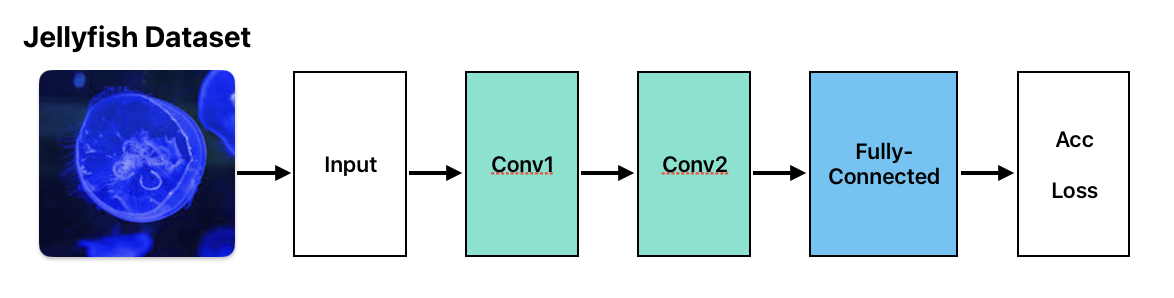 Jellyfish Dataset
Input
Conv1
Conv2
Fully-
Connected
Acc
Loss